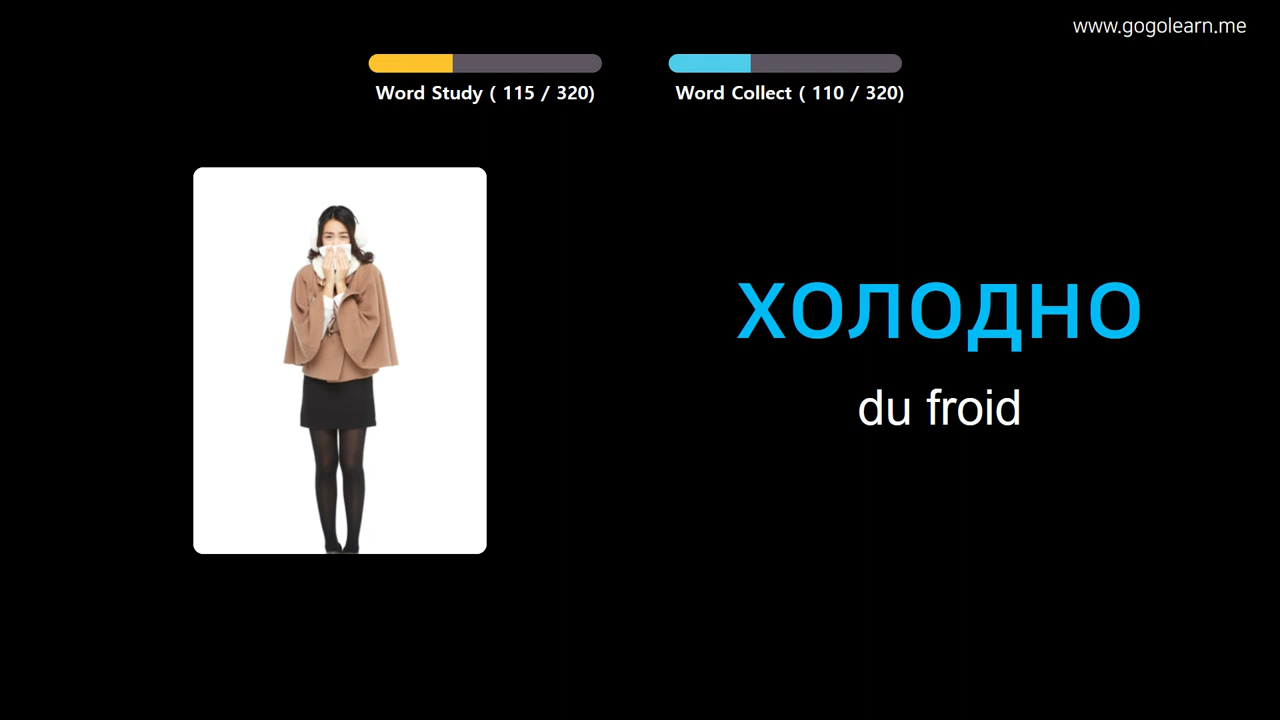 www.gogolearn.me
Word Study ( 115 / 320)
Word Collect ( 110 / 320)
холодно
du froid